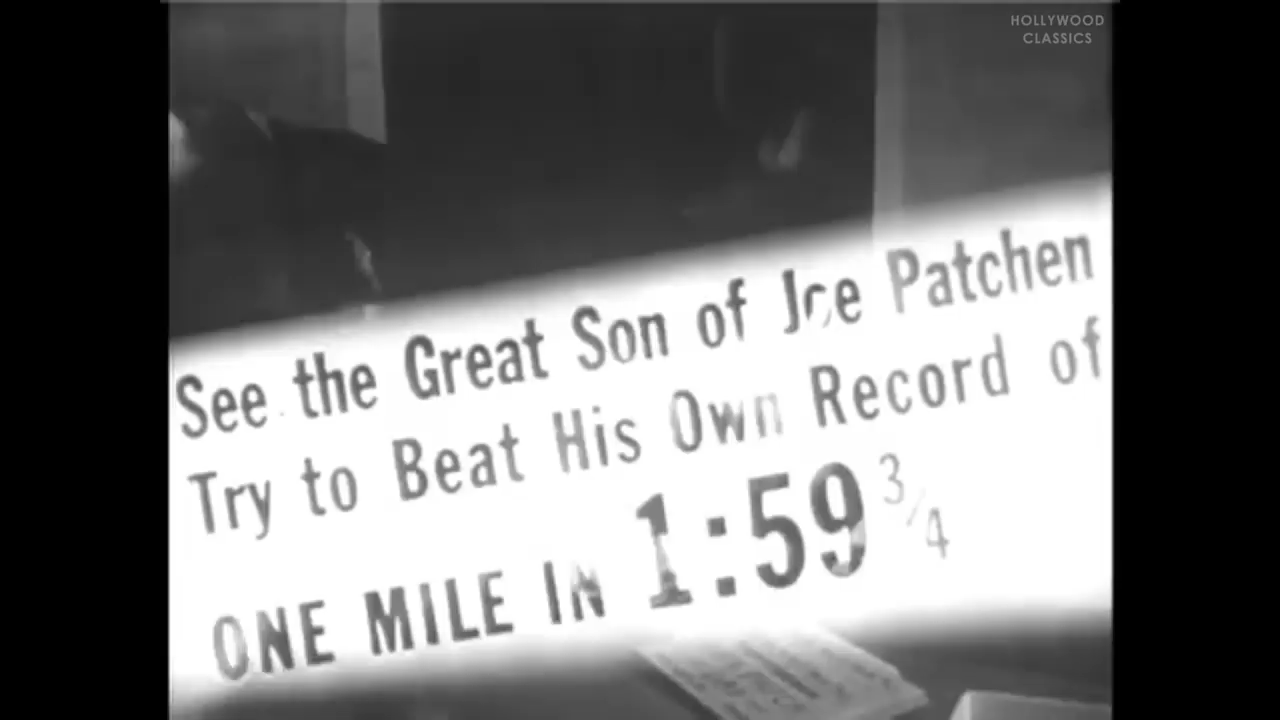 HOLLYWOOD
CLASSICS
See the Great Son of Joe Patchen
Try to Beat His Own Record of
ONE MILE IN 1:59 3/4